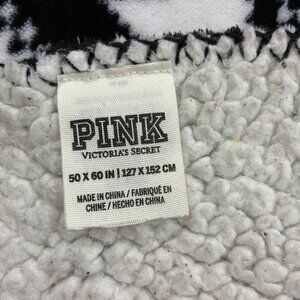 PINK
VICTORIA'S SECRET
50 X 60 IN | 127 X 152 CM
MADE IN CHINA / FABRIQUÉ EN
CHINE / HECHO EN CHINA